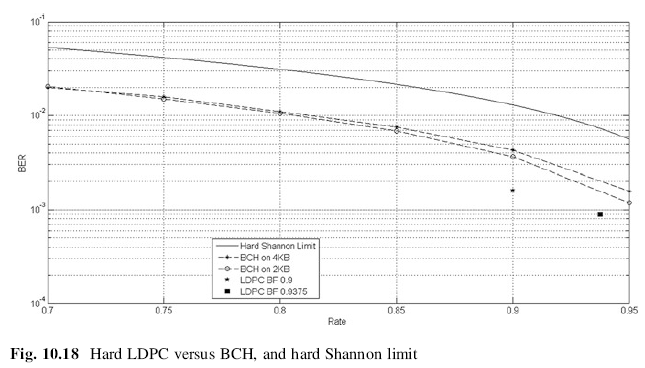 10^-1
10^-2
10^-3
10^-4
BER
Hard Shannon Limit
BCH on 4KB
BCH on 2KB
LDPC BF 0.9
LDPC BF 0.9375
0.7 0.75 0.8 0.85 0.9 0.95
Rate
Fig. 10.18 Hard LDPC versus BCH, and hard Shannon limit